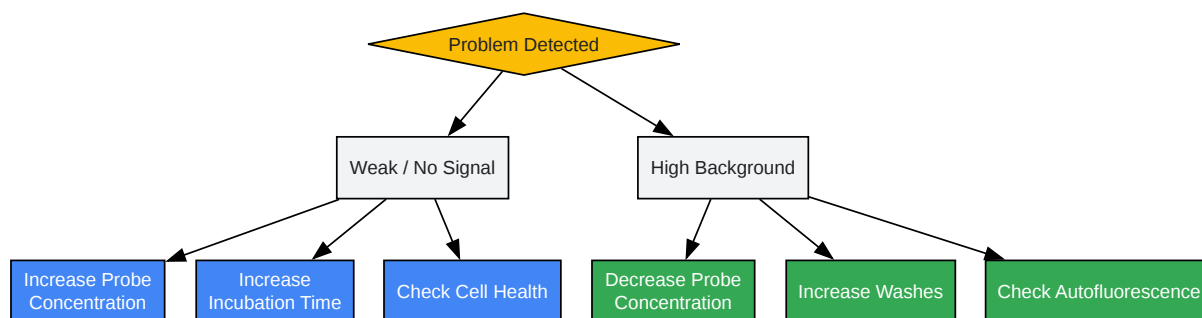 Problem Detected
Weak / No Signal
High Background
Increase Probe
Concentration
Increase
Incubation Time
Check Cell Health
Decrease Probe
Concentration
Increase Washes
Check Autofluorescence